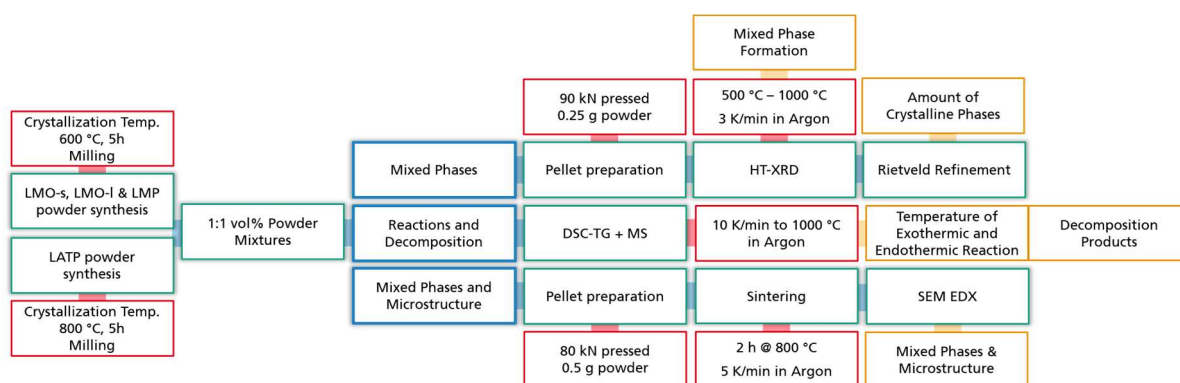 Mixed Phase
Formation
90 kN pressed
0.25 g powder
500 °C – 1000 °C
3 K/min in Argon
Amount of
Crystalline Phases
Crystallization Temp.
600 °C, 5h
Milling
Mixed Phases
Pellet preparation
HT-XRD
Rietveld Refinement
LMO-s, LMO-l & LMP
powder synthesis
1:1 vol% Powder
Mixtures
Reactions and
Decomposition
DSC-TG + MS
10 K/min to 1000 °C
in Argon
Temperature of
Exothermic and
Endothermic Reaction
Decomposition
Products
LATP powder
synthesis
Mixed Phases and
Microstructure
Pellet preparation
Sintering
SEM EDX
Crystallization Temp.
800 °C, 5h
Milling
80 kN pressed
0.5 g powder
2 h @ 800 °C
5 K/min in Argon
Mixed Phases &
Microstructure